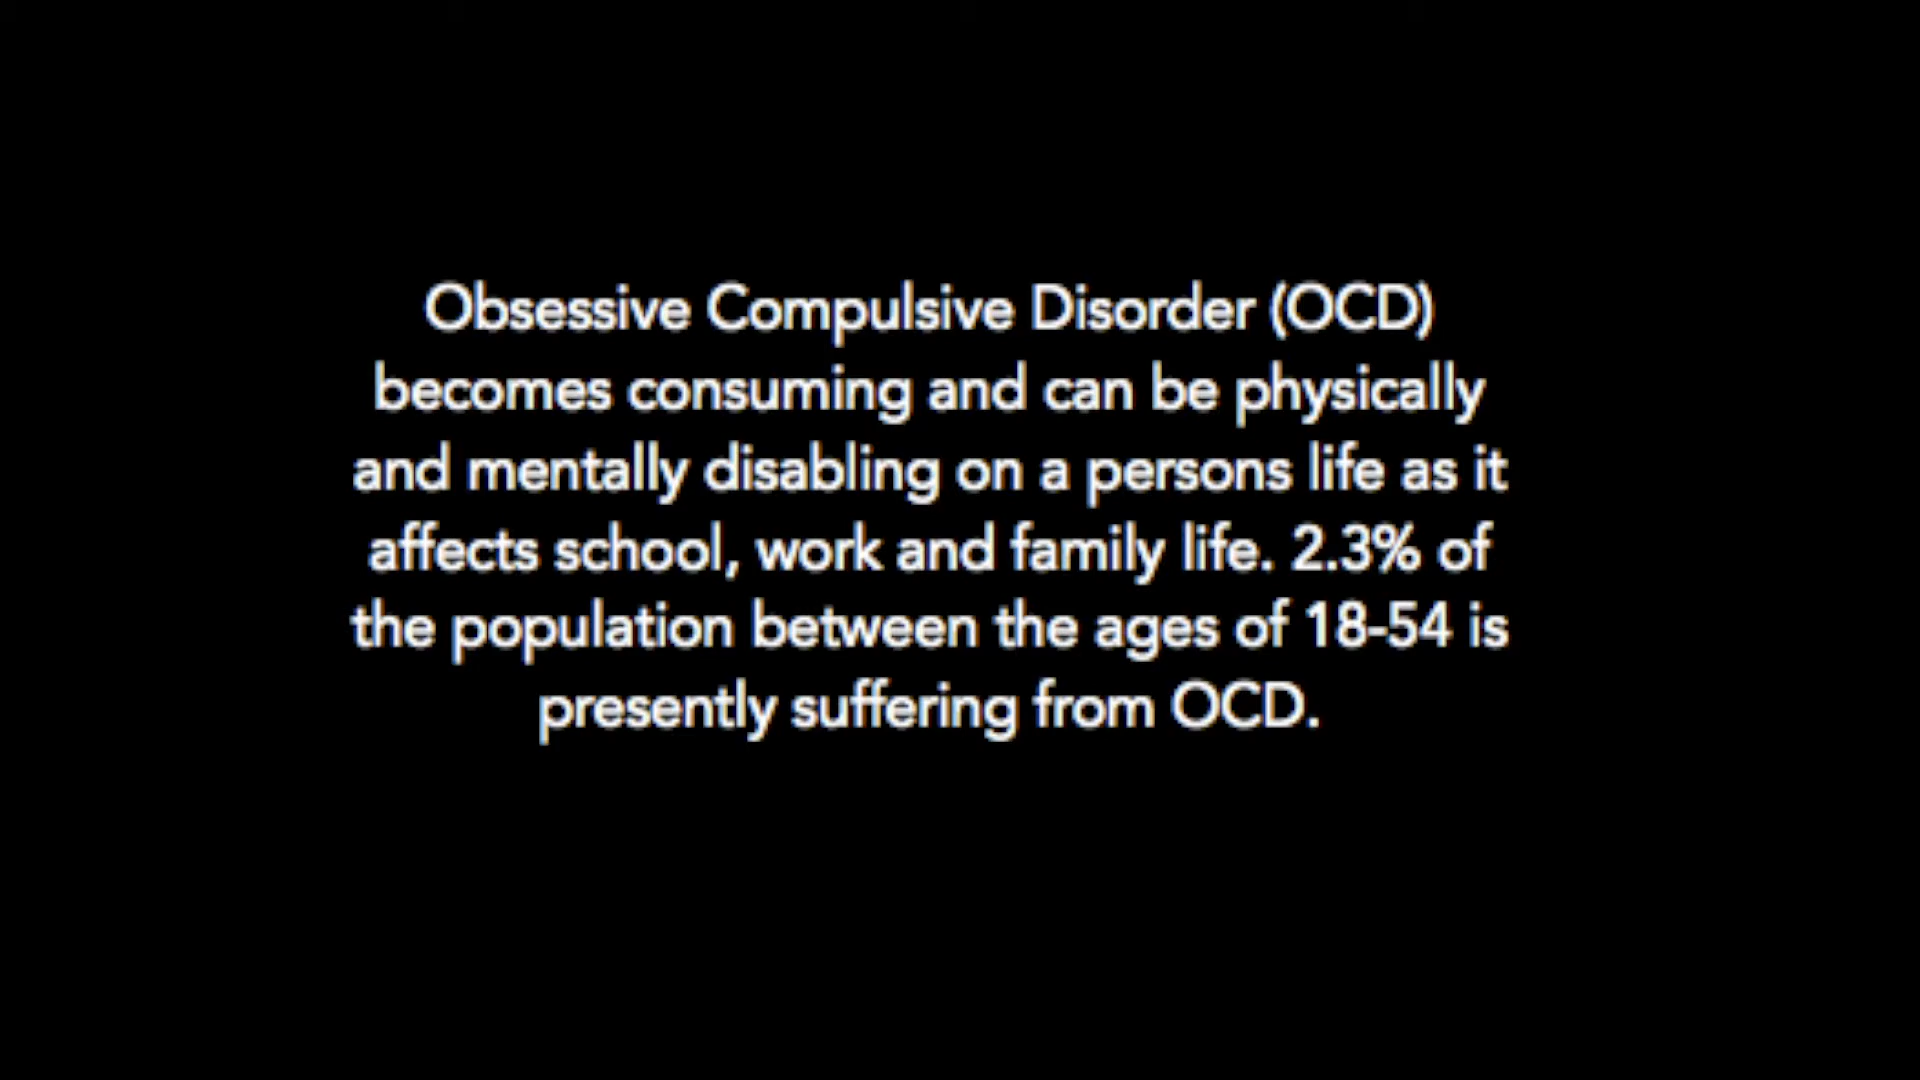 Obsessive Compulsive Disorder (OCD)
becomes consuming and can be physically
and mentally disabling on a persons life as it
affects school, work and family life. 2.3% of
the population between the ages of 18-54 is
presently suffering from OCD.